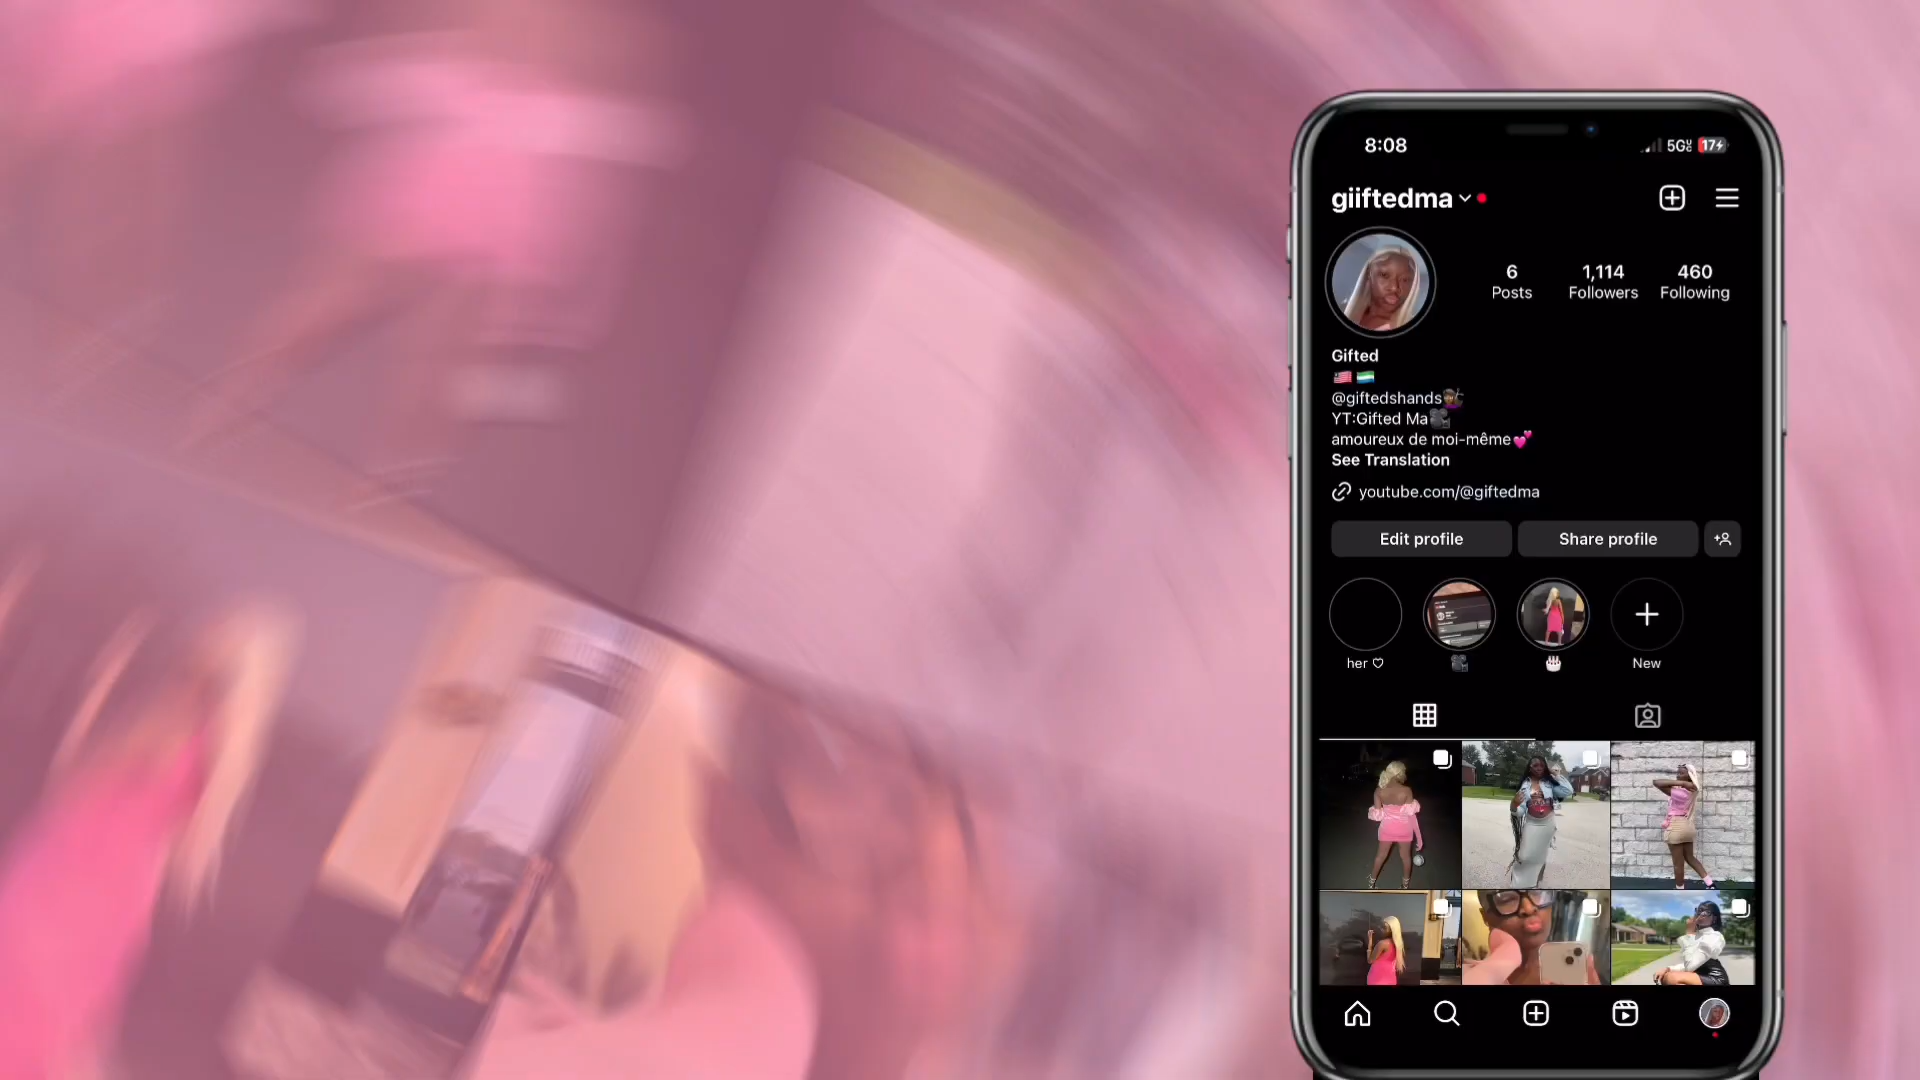 8:08
5G 17
giiftedma
6 1,114 460
Posts Followers Following
Gifted
@giftedshands
YT:Gifted Ma
amoureux de moi-même
See Translation
youtube.com/@giftedma
Edit profile Share profile
her ♡ New